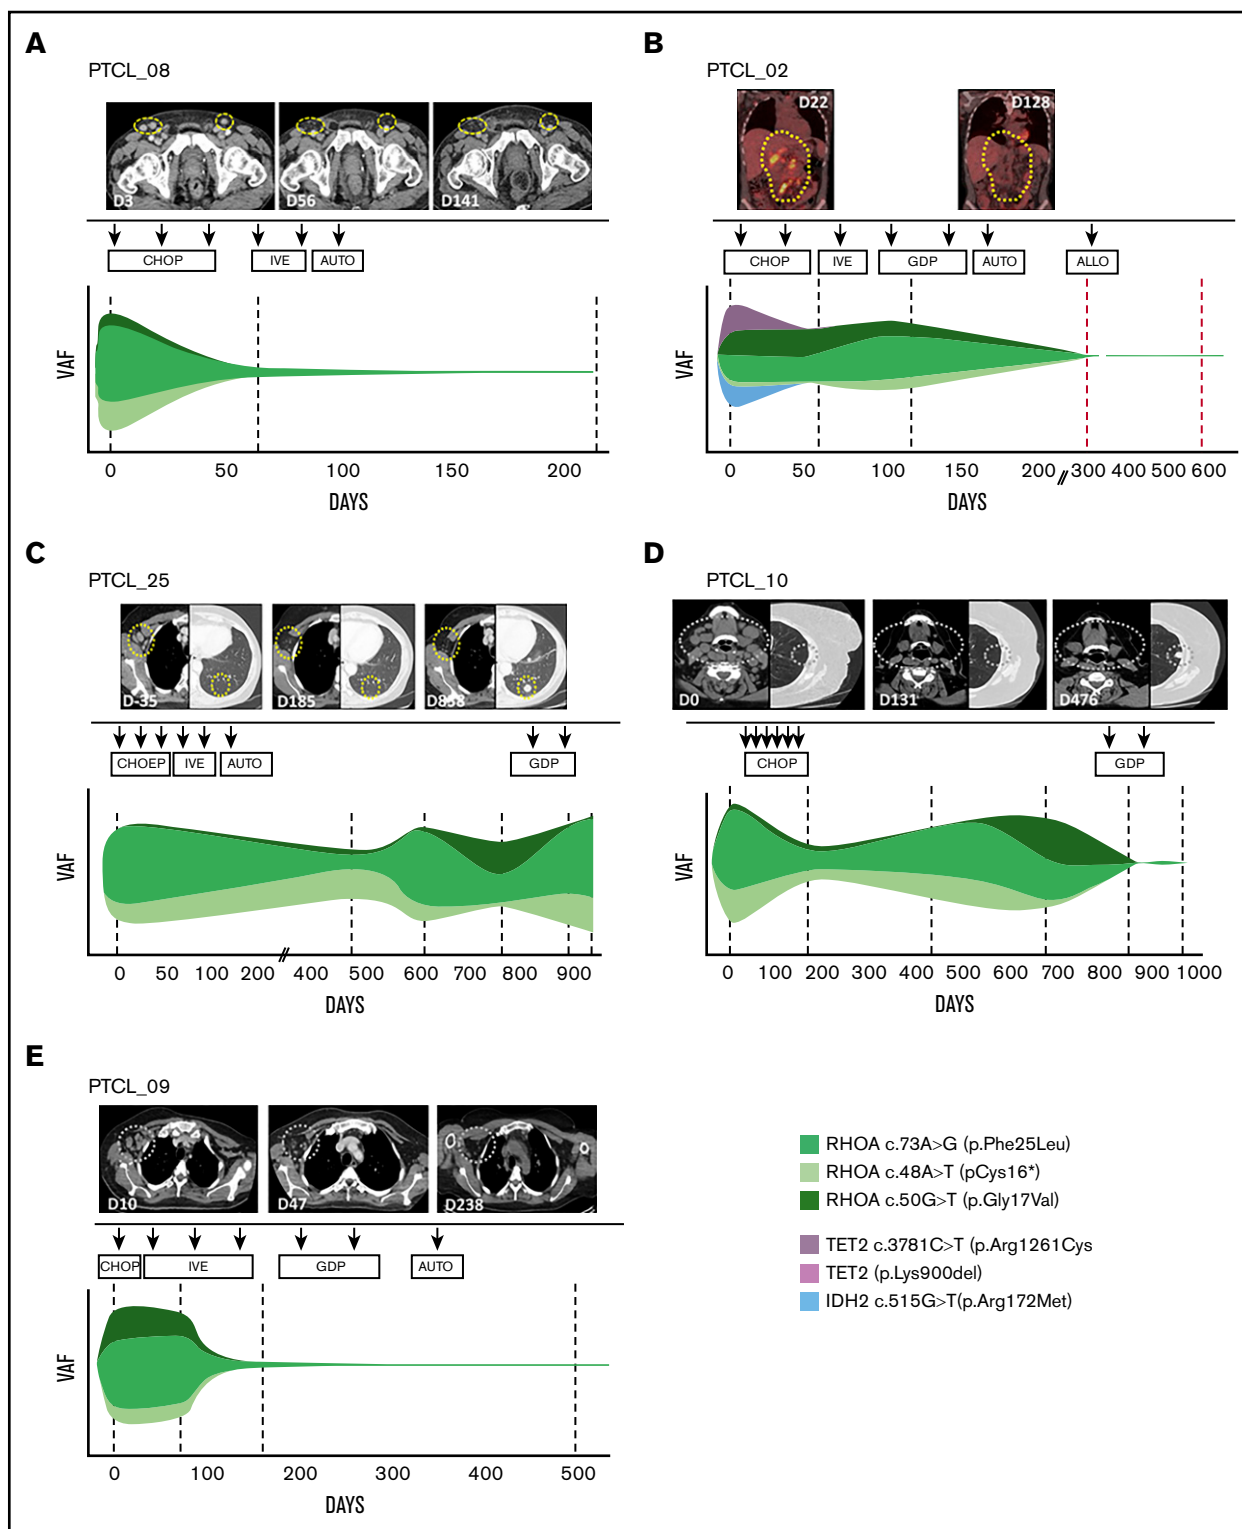 A
PTCL_08
D3
D56
D141
CHOP
IVE
AUTO
VAF
0 50 100 150 200
DAYS
B
PTCL_02
D22
D128
CHOP
IVE
GDP
AUTO
ALLO
VAF
0 50 100 150 200 // 300 400 500 600
DAYS
C
PTCL_25
D-35
D185
D838
CHOEP
IVE
AUTO
GDP
VAF
0 50 100 200 // 400 500 600 700 800 900
DAYS
D
PTCL_10
D0
D131
D476
CHOP
GDP
VAF
0 100 200 400 500 600 700 800 900 1000
DAYS
E
PTCL_09
D10
D47
D238
CHOP
IVE
GDP
AUTO
VAF
0 100 200 300 400 500
DAYS
RHOA c.73A>G (p.Phe25Leu)
RHOA c.48A>T (pCys16*)
RHOA c.50G>T (p.Gly17Val)
TET2 c.3781C>T (p.Arg1261Cys
TET2 (p.Lys900del)
IDH2 c.515G>T(p.Arg172Met)